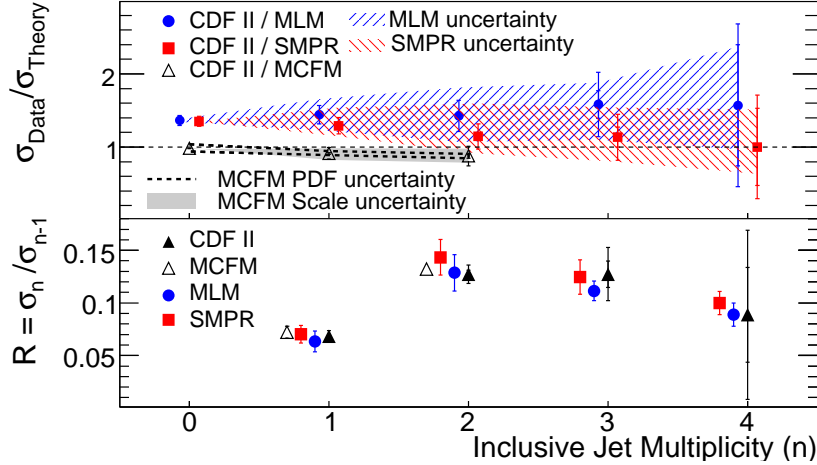 CDF II / MLM
MLM uncertainty
CDF II / SMPR
SMPR uncertainty
CDF II / MCFM
σData/σTheory
2
1
MCFM PDF uncertainty
MCFM Scale uncertainty
R = σn/σn-1
CDF II
MCFM
MLM
SMPR
0.15
0.1
0.05
0 1 2 3 4
Inclusive Jet Multiplicity (n)